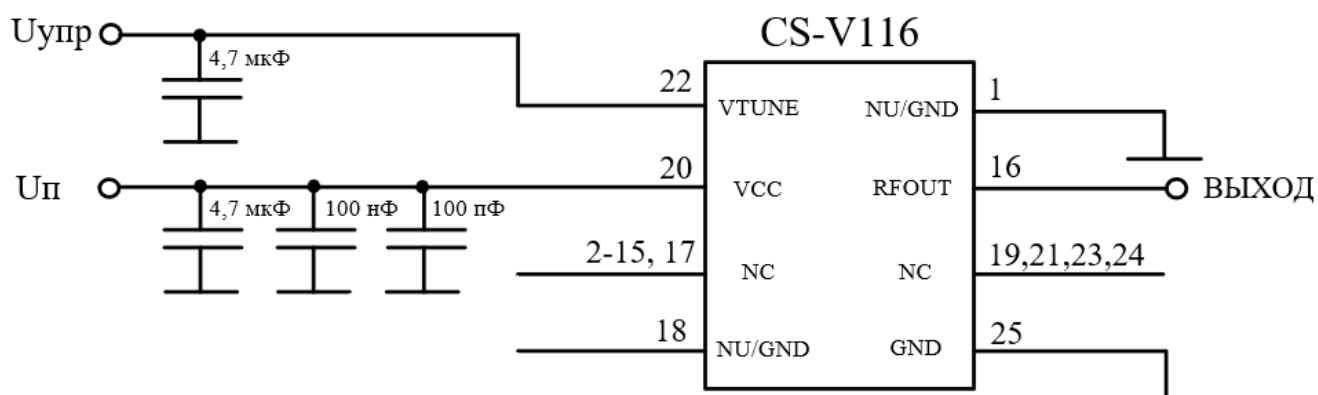 CS-V116
Uупр
4,7 мкФ
22
VTUNE
NU/GND
1
Uп
4,7 мкФ
100 нФ
100 пФ
20
VCC
RFOUT
16
ВЫХОД
2-15, 17
NC
NC
19,21,23,24
18
NU/GND
GND
25